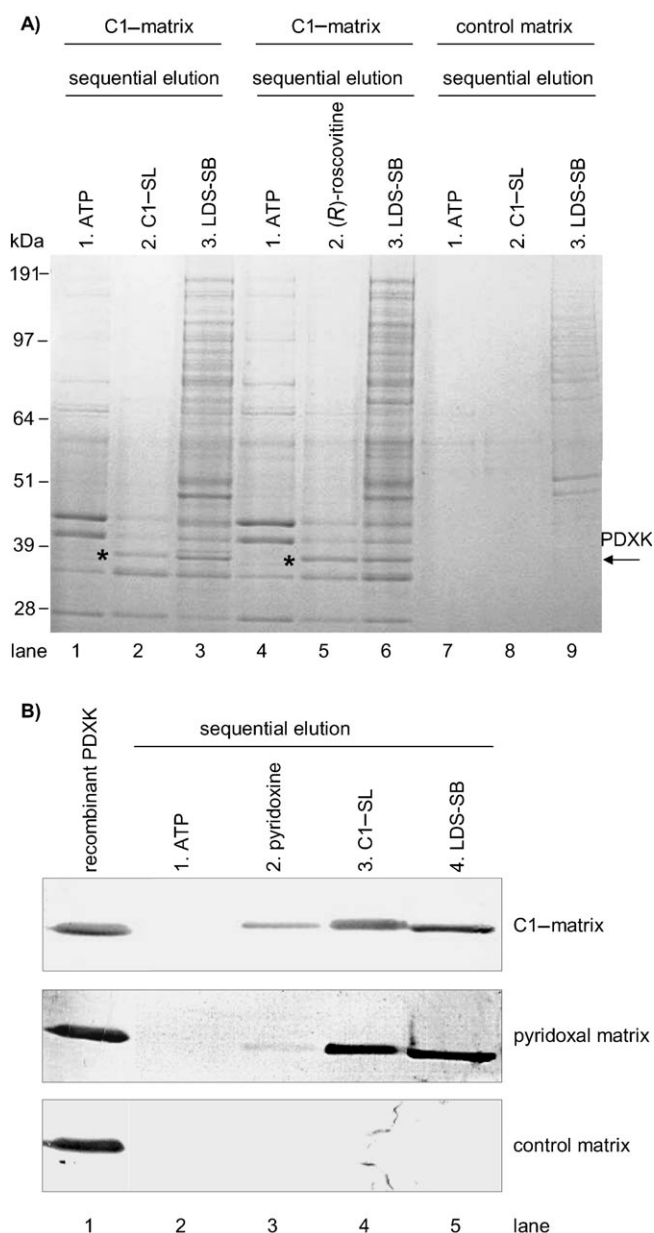 A)
C1–matrix C1–matrix control matrix
sequential elution sequential elution sequential elution
1. ATP 2. C1–SL 3. LDS-SB 1. ATP 2. (R)-roscovitine 3. LDS-SB 1. ATP 2. C1–SL 3. LDS-SB
kDa
191
97
64
51
39
PDXK
* *
28
lane 1 2 3 4 5 6 7 8 9
B)
sequential elution
recombinant PDXK 1. ATP 2. pyridoxine 3. C1–SL 4. LDS-SB
C1–matrix
pyridoxal matrix
control matrix
1 2 3 4 5 lane